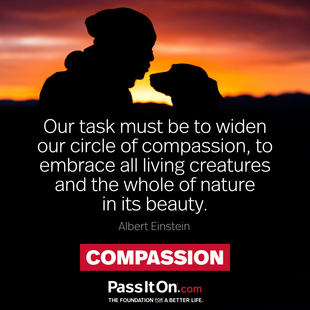 Our task must be to widen
our circle of compassion, to
embrace all living creatures
and the whole of nature
in its beauty.
Albert Einstein
COMPASSION
PassItOn.com
THE FOUNDATION FOR A BETTER LIFE.